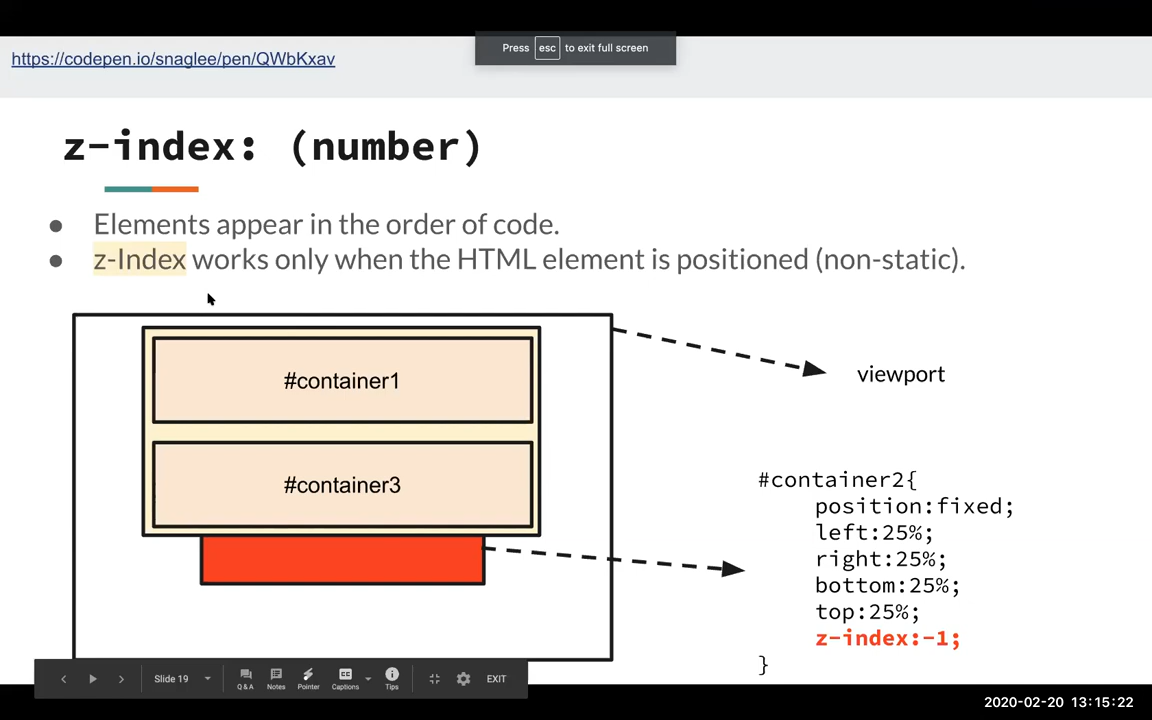 Press esc to exit full screen
https://codepen.io/snaglee/pen/QWbKxav
z-index: (number)
● Elements appear in the order of code.
● z-Index works only when the HTML element is positioned (non-static).
#container1
viewport
#container3
#container2{
position:fixed;
left:25%;
right:25%;
bottom:25%;
top:25%;
z-index:-1;
}
Slide 19
Q & A
Notes
Pointer
CC
Captions
Tips
EXIT
2020-02-20 13:15:22